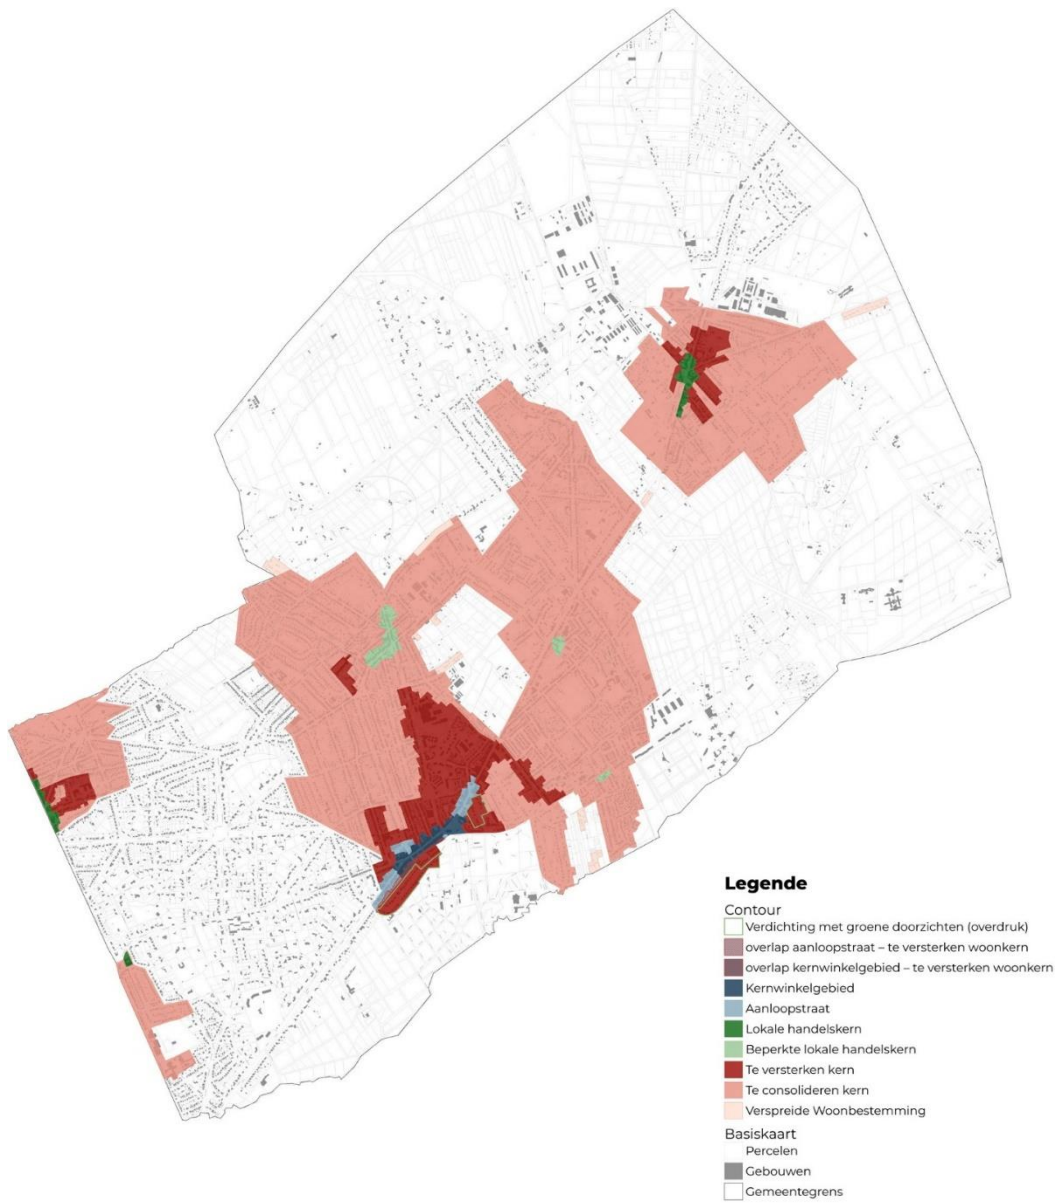 Legende
Contour
Verdichting met groene doorzichten (overdruk)
overlap aanloopstraat – te versterken woonkern
overlap kernwinkelgebied – te versterken woonkern
Kernwinkelgebied
Aanloopstraat
Lokale handelskern
Beperkte lokale handelskern
Te versterken kern
Te consolideren kern
Verspreide Woonbestemming
Basiskaart
Percelen
Gebouwen
Gemeentegrens